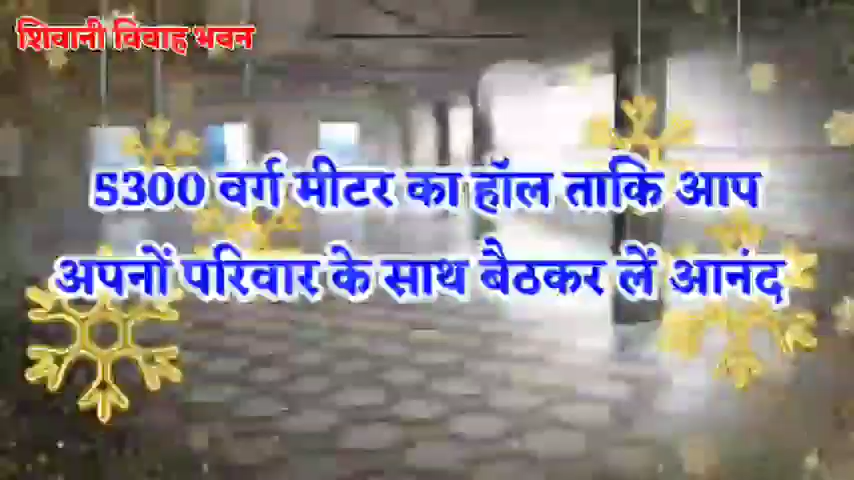 शिवानी विवाह भवन
5300 वर्ग मीटर का हॉल ताकि आप
अपनों परिवार के साथ बैठकर लें आनंद